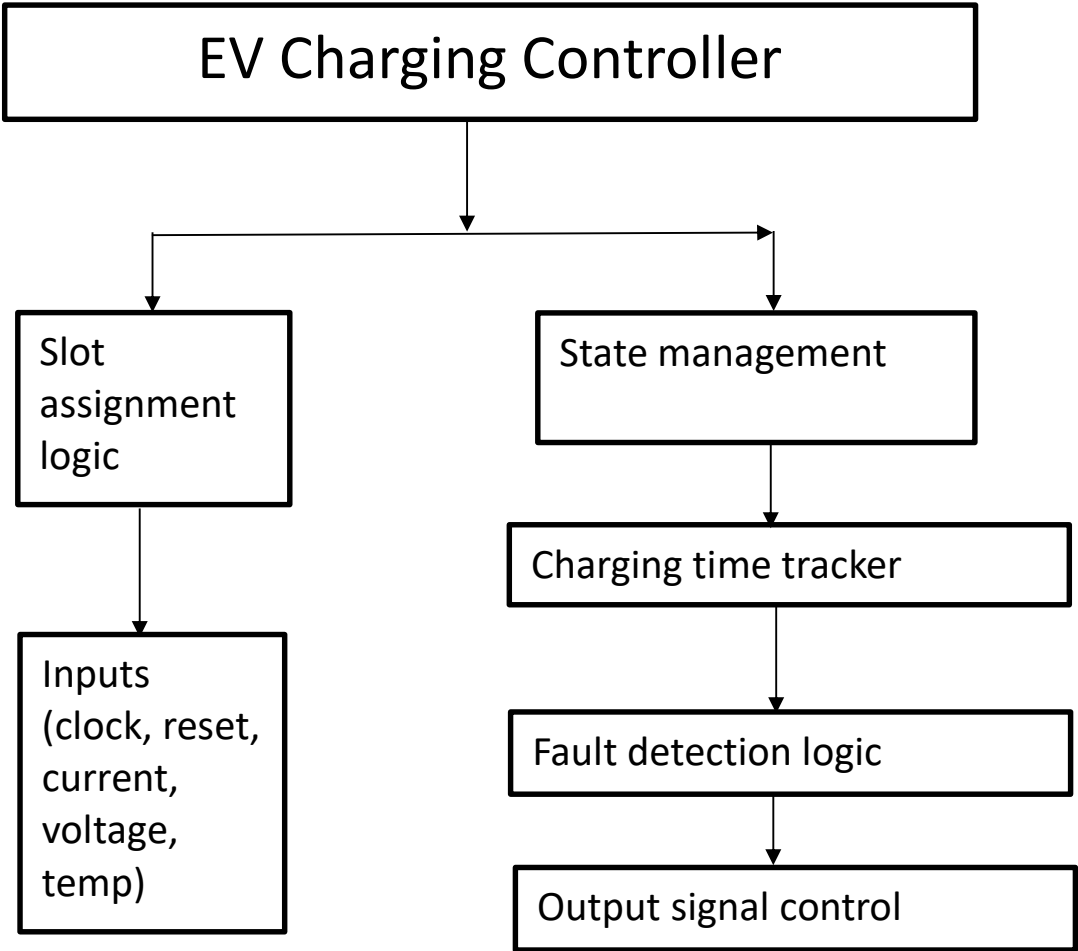 EV Charging Controller
Slot
assignment
logic
State management
Charging time tracker
Inputs
(clock, reset,
current,
voltage,
temp)
Fault detection logic
Output signal control